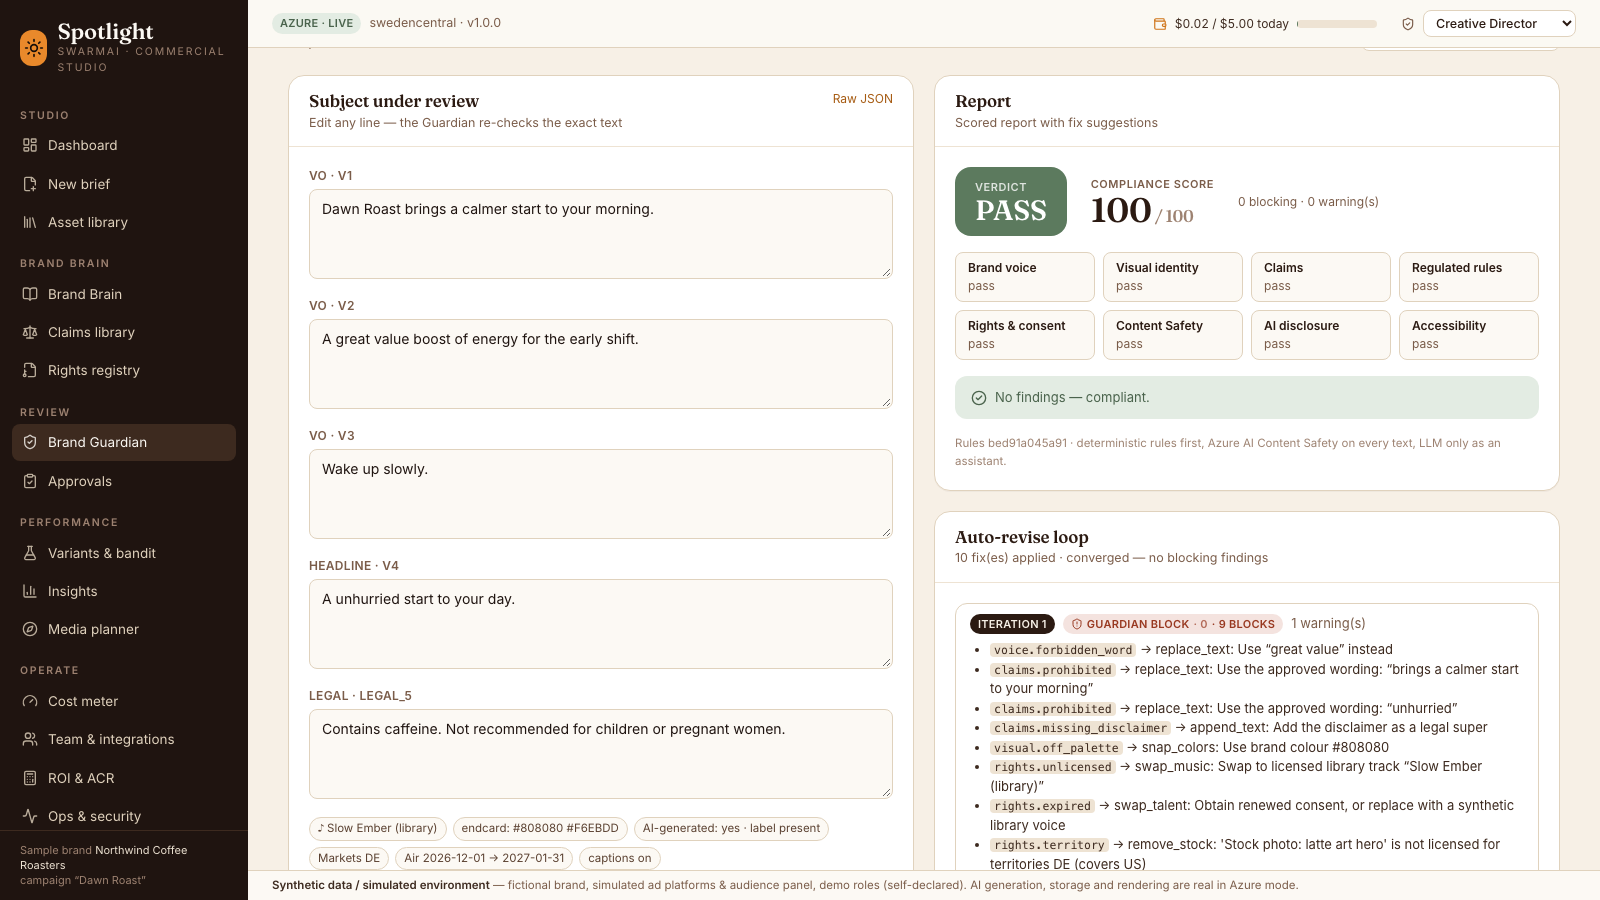 Spotlight
SWARMAI · COMMERCIAL
STUDIO
STUDIO
Dashboard
New brief
Asset library
BRAND BRAIN
Brand Brain
Claims library
Rights registry
REVIEW
Brand Guardian
Approvals
PERFORMANCE
Variants & bandit
Insights
Media planner
OPERATE
Cost meter
Team & integrations
ROI & ACR
Ops & security
Sample brand Northwind Coffee
Roasters
campaign “Dawn Roast”
AZURE · LIVE swedencentral · v1.0.0
$0.02 / $5.00 today
Creative Director
Subject under review
Raw JSON
Edit any line — the Guardian re-checks the exact text
VO · V1
Dawn Roast brings a calmer start to your morning.
VO · V2
A great value boost of energy for the early shift.
VO · V3
Wake up slowly.
HEADLINE · V4
A unhurried start to your day.
LEGAL · LEGAL_5
Contains caffeine. Not recommended for children or pregnant women.
♪ Slow Ember (library) endcard: #808080 #F6EBDD AI-generated: yes · label present
Markets DE Air 2026-12-01 → 2027-01-31 captions on
Report
Scored report with fix suggestions
VERDICT
PASS
COMPLIANCE SCORE
100 / 100
0 blocking · 0 warning(s)
Brand voice
pass
Visual identity
pass
Claims
pass
Regulated rules
pass
Rights & consent
pass
Content Safety
pass
AI disclosure
pass
Accessibility
pass
No findings — compliant.
Rules bed91a045a91 · deterministic rules first, Azure AI Content Safety on every text, LLM only as an
assistant.
Auto-revise loop
10 fix(es) applied · converged — no blocking findings
ITERATION 1 GUARDIAN BLOCK · 0 · 9 BLOCKS 1 warning(s)
• voice.forbidden_word → replace_text: Use “great value” instead
• claims.prohibited → replace_text: Use the approved wording: “brings a calmer start
to your morning”
• claims.prohibited → replace_text: Use the approved wording: “unhurried”
• claims.missing_disclaimer → append_text: Add the disclaimer as a legal super
• visual.off_palette → snap_colors: Use brand colour #808080
• rights.unlicensed → swap_music: Swap to licensed library track “Slow Ember
(library)”
• rights.expired → swap_talent: Obtain renewed consent, or replace with a synthetic
library voice
• rights.territory → remove_stock: 'Stock photo: latte art hero' is not licensed for
territories DE (covers US)
Synthetic data / simulated environment — fictional brand, simulated ad platforms & audience panel, demo roles (self-declared). AI generation, storage and rendering are real in Azure mode.